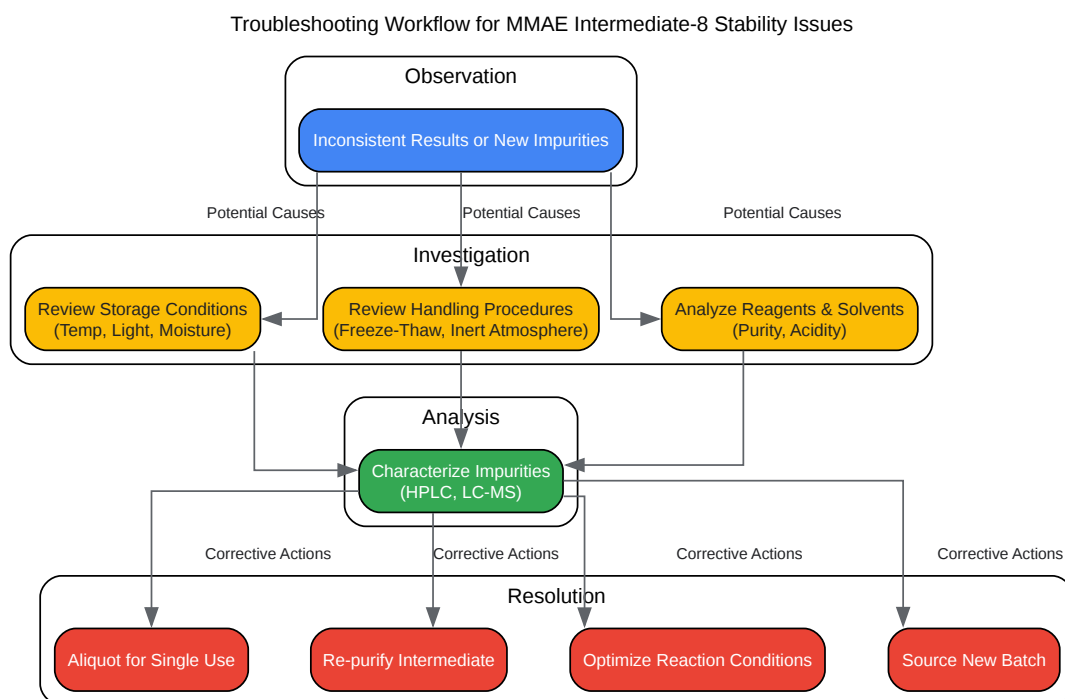 Troubleshooting Workflow for MMAE Intermediate-8 Stability Issues
Observation
Inconsistent Results or New Impurities
Potential Causes
Potential Causes
Potential Causes
Investigation
Review Storage Conditions
(Temp, Light, Moisture)
Review Handling Procedures
(Freeze-Thaw, Inert Atmosphere)
Analyze Reagents & Solvents
(Purity, Acidity)
Analysis
Characterize Impurities
(HPLC, LC-MS)
Corrective Actions
Corrective Actions
Corrective Actions
Corrective Actions
Resolution
Aliquot for Single Use
Re-purify Intermediate
Optimize Reaction Conditions
Source New Batch